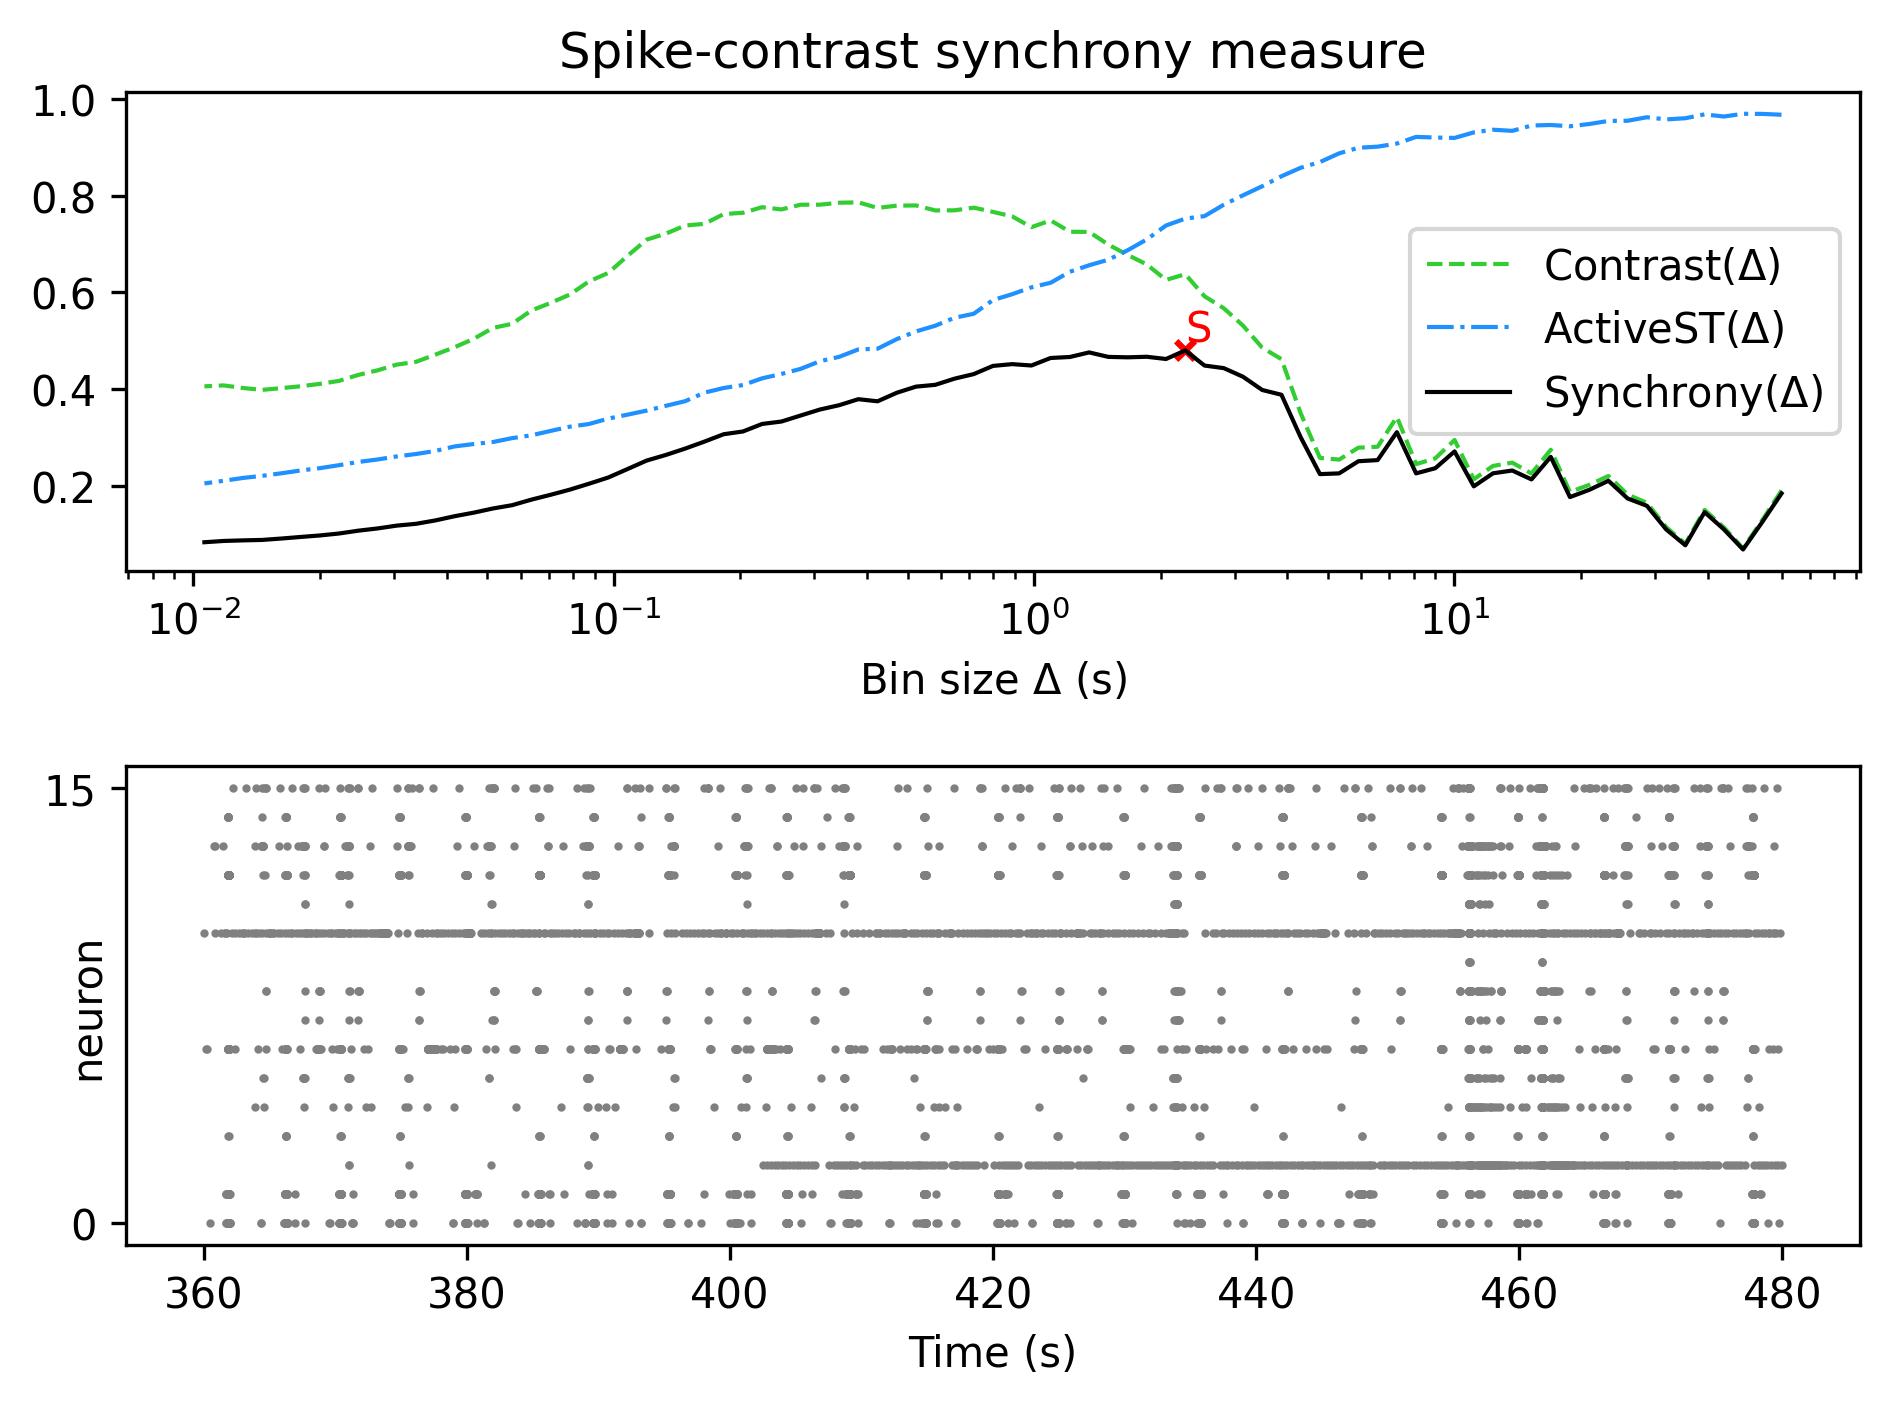 Spike-contrast synchrony measure
1.0
0.8
0.6
0.4
0.2
S
Contrast(Δ)
ActiveST(Δ)
Synchrony(Δ)
10⁻² 10⁻¹ 10⁰ 10¹
Bin size Δ (s)
15
0
neuron
360 380 400 420 440 460 480
Time (s)